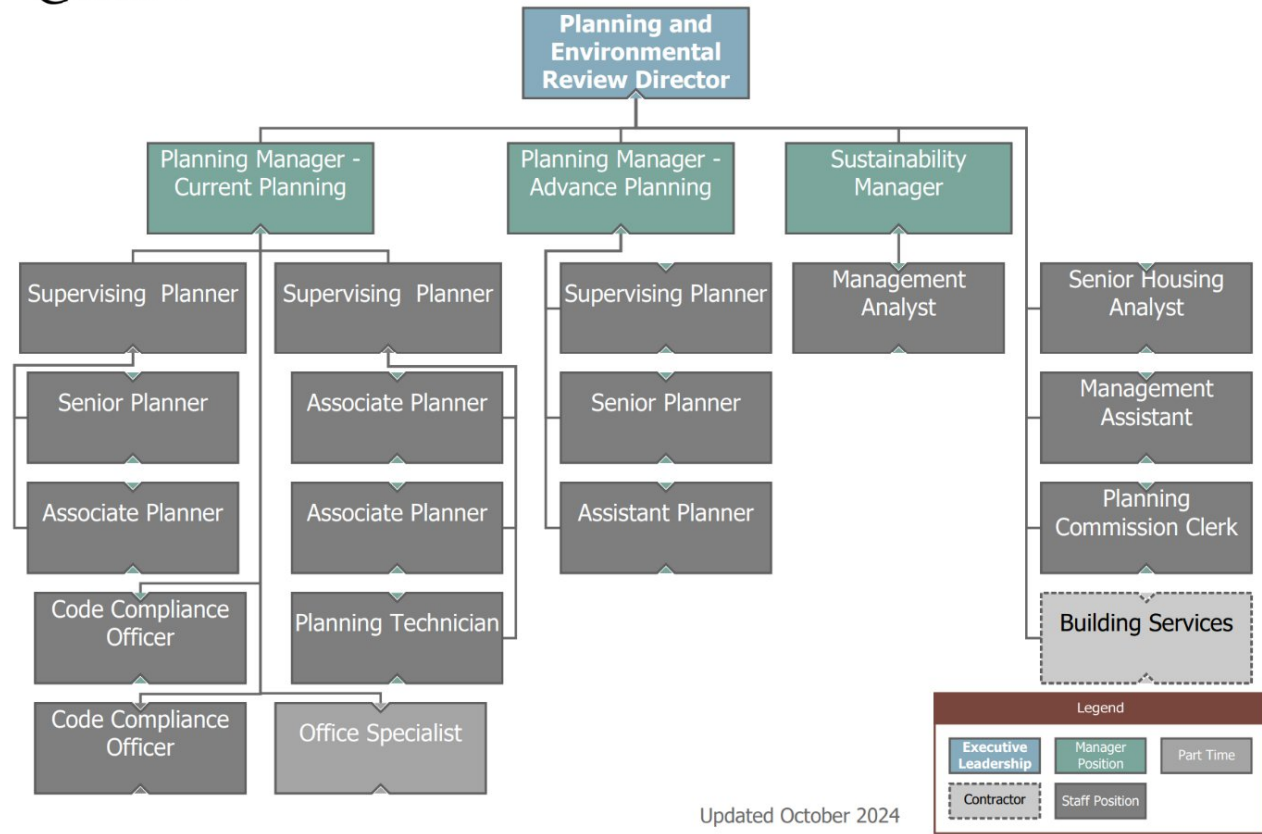 Planning and
Environmental
Review Director
Planning Manager -
Current Planning
Planning Manager -
Advance Planning
Sustainability
Manager
Supervising Planner
Supervising Planner
Supervising Planner
Management
Analyst
Senior Housing
Analyst
Senior Planner
Associate Planner
Senior Planner
Management
Assistant
Associate Planner
Associate Planner
Assistant Planner
Planning
Commission Clerk
Code Compliance
Officer
Planning Technician
Building Services
Code Compliance
Officer
Office Specialist
Legend
Executive
Leadership
Manager
Position
Part Time
Contractor
Staff Position
Updated October 2024